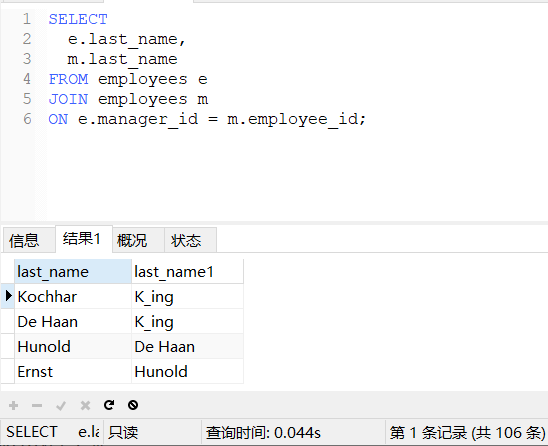 1 SELECT
2 e.last_name,
3 m.last_name
4 FROM employees e
5 JOIN employees m
6 ON e.manager_id = m.employee_id;
信息 结果1 概况 状态
last_name last_name1
Kochhar K_ing
De Haan K_ing
Hunold De Haan
Ernst Hunold
SELECT e.la 只读 查询时间: 0.044s 第 1 条记录 (共 106 条)